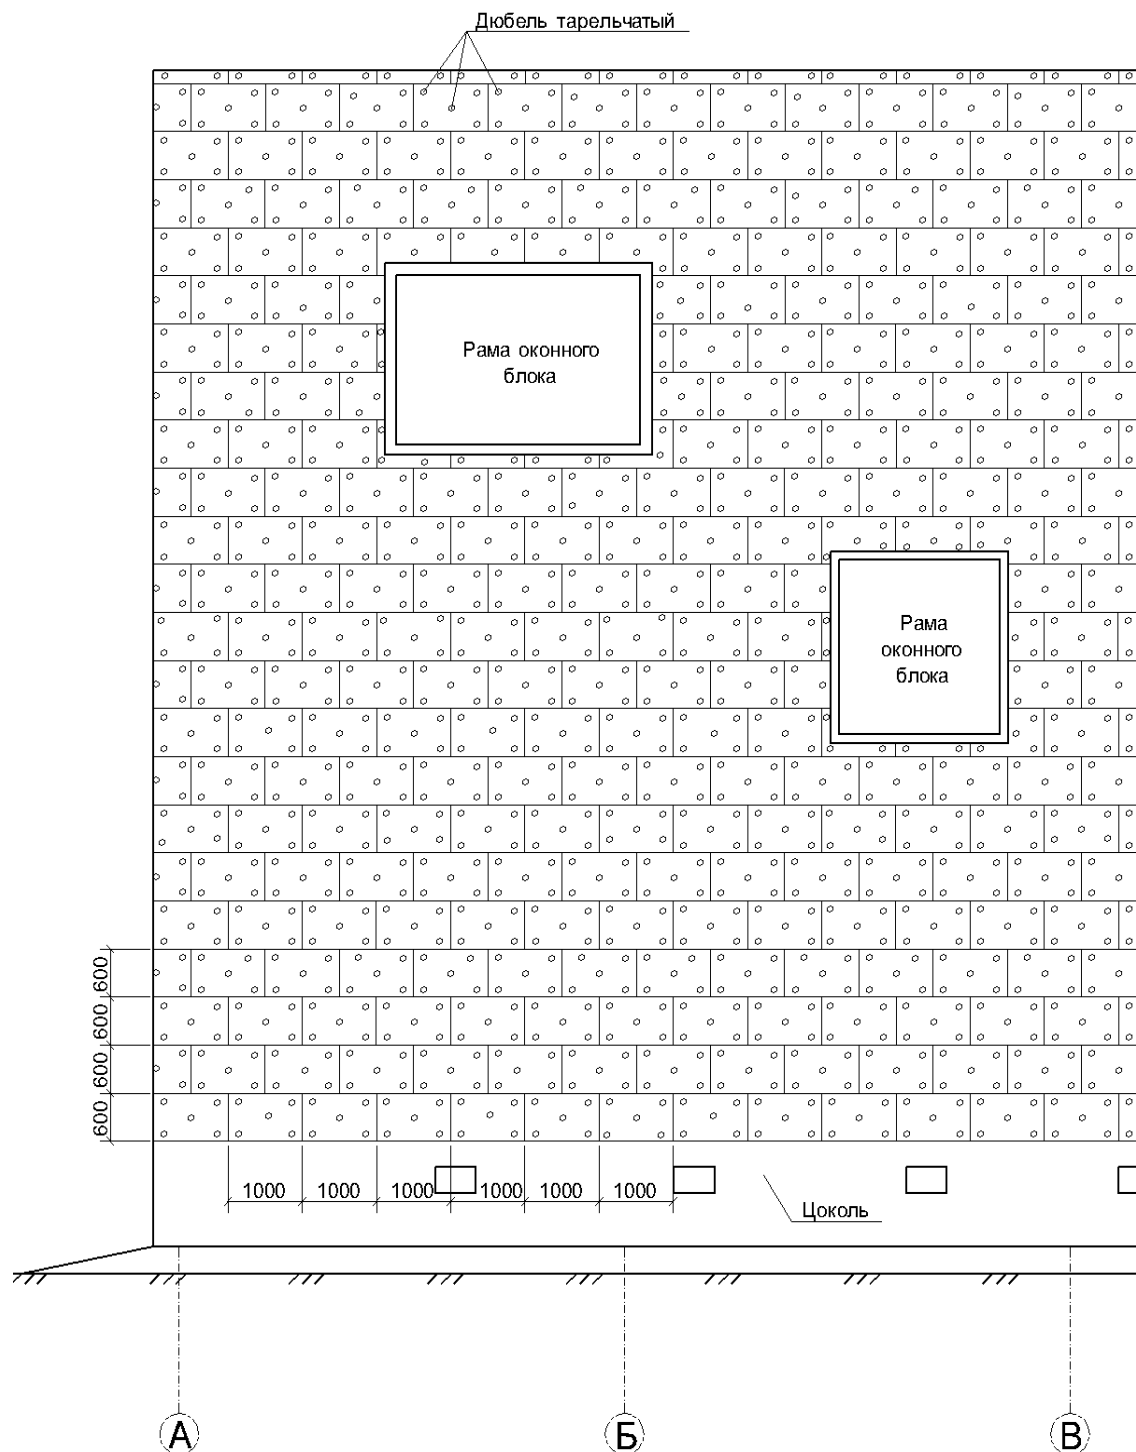 Дюбель тарельчатый
Рама оконного
блока
Рама
оконного
блока
600
600
600
600
1000
1000
1000
1000
1000
1000
Цоколь
А
Б
В